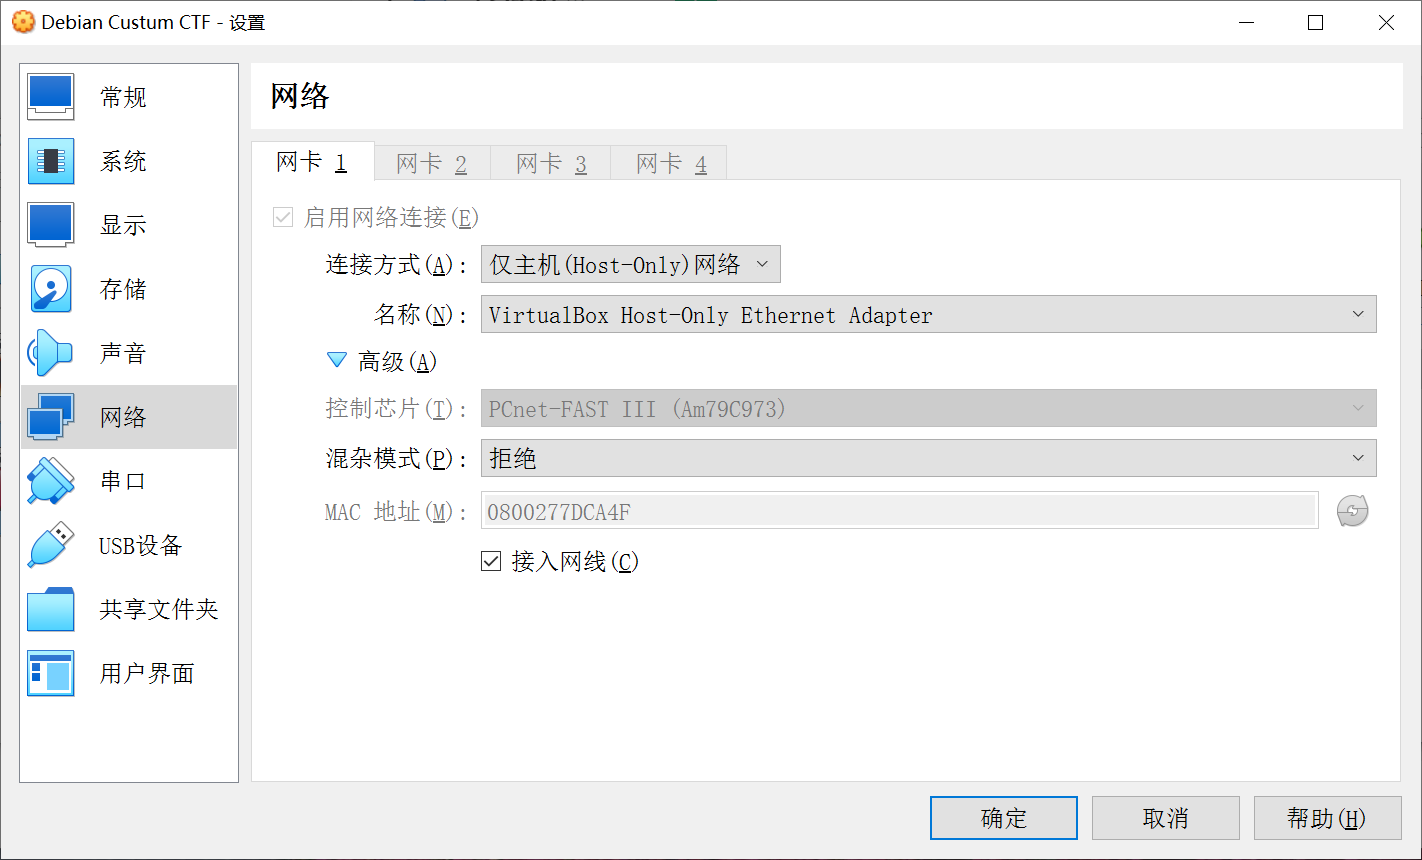 Debian Custum CTF - 设置
常规
系统
显示
存储
声音
网络
串口
USB设备
共享文件夹
用户界面
网络
网卡 1 网卡 2 网卡 3 网卡 4
启用网络连接(E)
连接方式(A): 仅主机(Host-Only)网络
名称(N): VirtualBox Host-Only Ethernet Adapter
高级(A)
控制芯片(T): PCnet-FAST III (Am79C973)
混杂模式(P): 拒绝
MAC 地址(M): 0800277DCA4F
接入网线(C)
确定 取消 帮助(H)